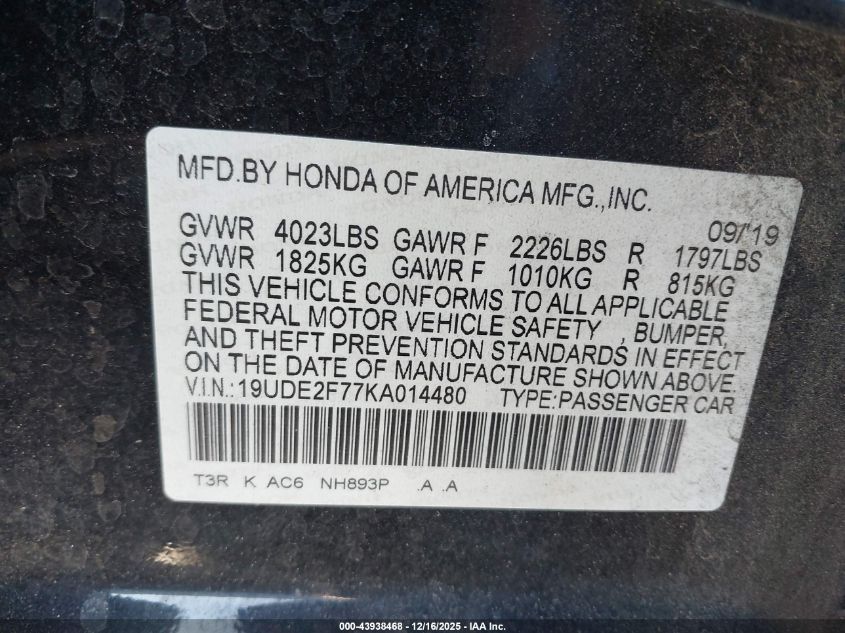 MFD.BY HONDA OF AMERICA MFG.,INC.
09/19
GVWR 4023LBS GAWR F 2226LBS R 1797LBS
GVWR 1825KG GAWR F 1010KG R 815KG
THIS VEHICLE CONFORMS TO ALL APPLICABLE
FEDERAL MOTOR VEHICLE SAFETY , BUMPER,
AND THEFT PREVENTION STANDARDS IN EFFECT
ON THE DATE OF MANUFACTURE SHOWN ABOVE.
V.I.N.:19UDE2F77KA014480 TYPE:PASSENGER CAR
T3R K AC6 NH893P .A .A
000-43938468 - 12/16/2025 - IAA Inc.